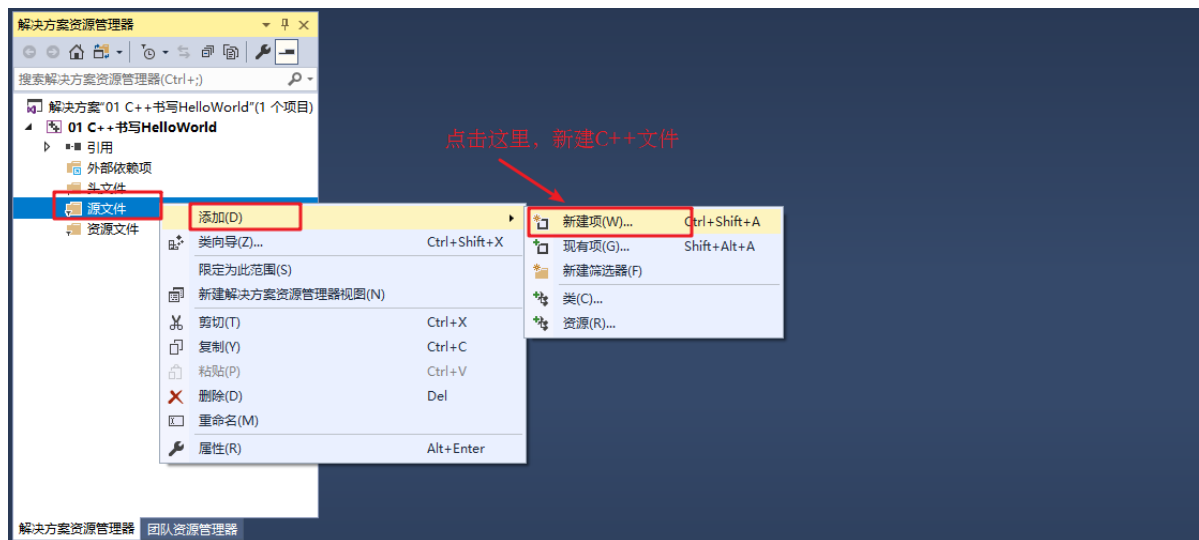 解决方案资源管理器
搜索解决方案资源管理器(Ctrl+;)
解决方案"01 C++书写HelloWorld"(1 个项目)
01 C++书写HelloWorld
引用
外部依赖项
头文件
源文件
资源文件
点击这里，新建C++文件
添加(D)
类向导(Z)... Ctrl+Shift+X
限定为此范围(S)
新建解决方案资源管理器视图(N)
剪切(T) Ctrl+X
复制(Y) Ctrl+C
粘贴(P) Ctrl+V
删除(D) Del
重命名(M)
属性(R) Alt+Enter
新建项(W)... Ctrl+Shift+A
现有项(G)... Shift+Alt+A
新建筛选器(F)
类(C)...
资源(R)...
解决方案资源管理器 团队资源管理器